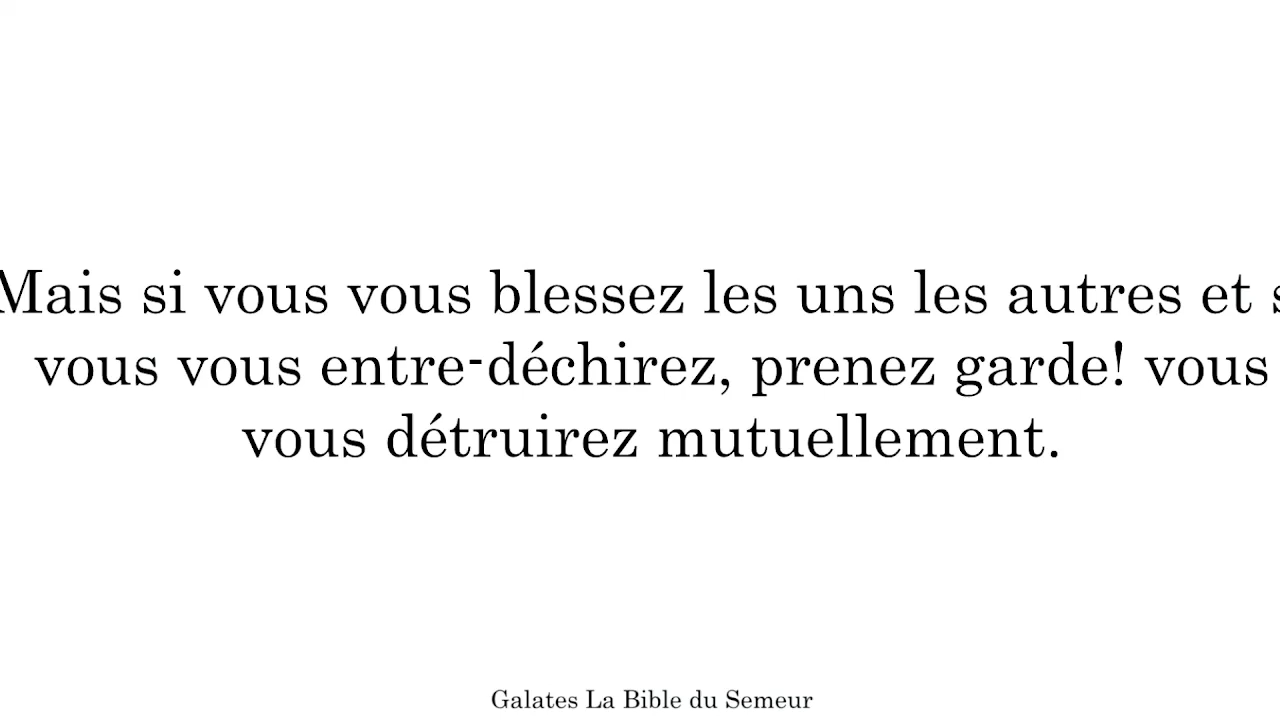 Mais si vous vous blessez les uns les autres et s
vous vous entre-déchirez, prenez garde! vous
vous détruirez mutuellement.
Galates La Bible du Semeur